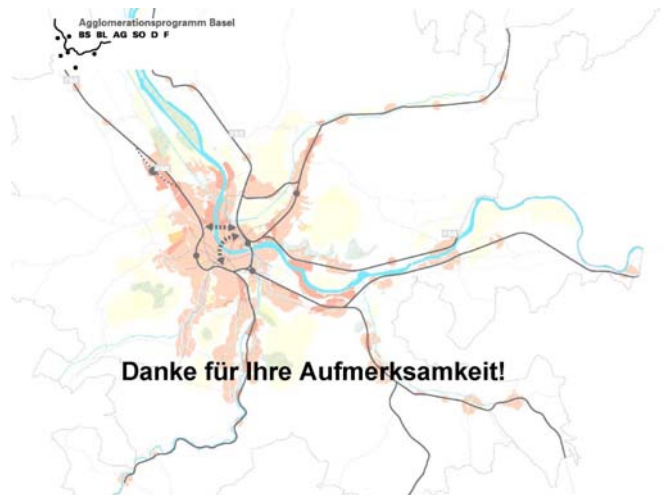 Agglomerationsprogramm Basel
BS BL AG SO D F
Danke für Ihre Aufmerksamkeit!